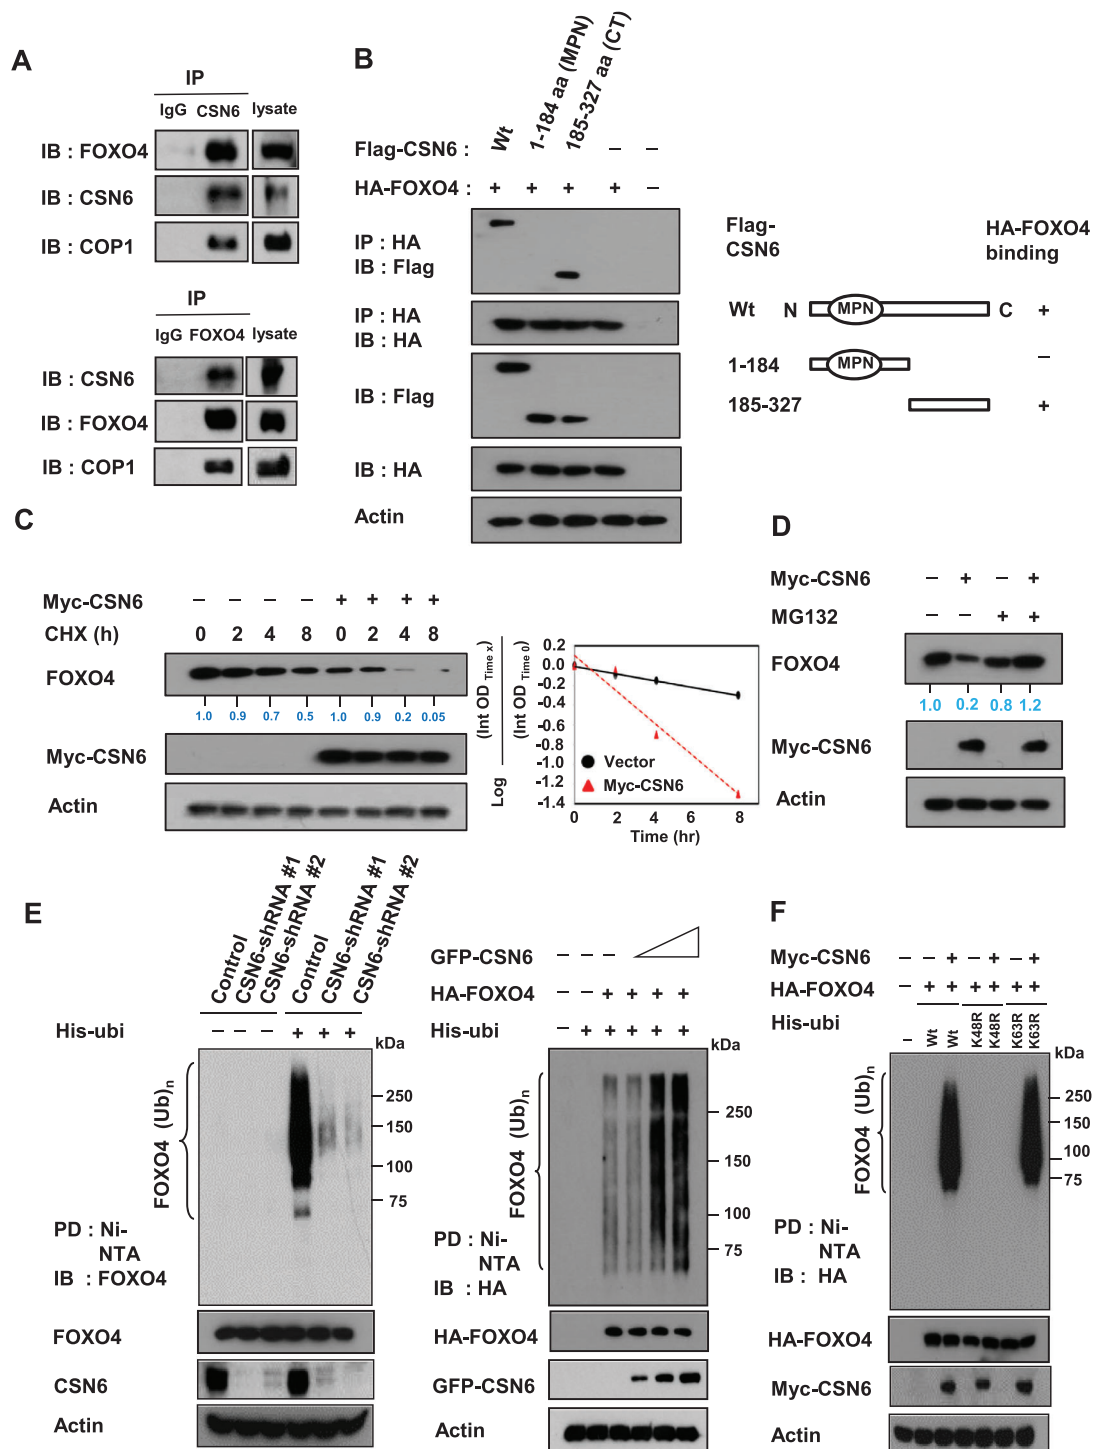 A
IP
IgG CSN6 lysate
IB : FOXO4
IB : CSN6
IB : COP1
IP
IgG FOXO4 lysate
IB : CSN6
IB : FOXO4
IB : COP1
B
Wt
1-184 aa (MPN)
185-327 aa (CT)
Flag-CSN6 : – –
HA-FOXO4 : + + + + –
IP : HA
IB : Flag
IP : HA
IB : HA
IB : Flag
IB : HA
Actin
Flag-
CSN6
HA-FOXO4
binding
Wt N MPN C +
1-184 MPN –
185-327 +
C
Myc-CSN6 – – – – + + + +
CHX (h) 0 2 4 8 0 2 4 8
FOXO4
1.0 0.9 0.7 0.5 1.0 0.9 0.2 0.05
Myc-CSN6
Actin
Log (Int OD Time x) (Int OD Time 0)
0.2
0.0
-0.2
-0.4
-0.6
-0.8
-1.0
-1.2
-1.4
Vector
Myc-CSN6
0 2 4 6 8
Time (hr)
D
Myc-CSN6 – + – +
MG132 + +
FOXO4
1.0 0.2 0.8 1.2
Myc-CSN6
Actin
E
Control
CSN6-shRNA #1
CSN6-shRNA #2
Control
CSN6-shRNA #1
CSN6-shRNA #2
His-ubi – – – + + +
kDa
FOXO4 (Ub)n
250
150
100
75
PD : Ni-
NTA
IB : FOXO4
FOXO4
CSN6
Actin
GFP-CSN6 – – –
HA-FOXO4 – – + + + +
His-ubi – + + + + +
kDa
FOXO4 (Ub)n
250
150
100
75
PD : Ni-
NTA
IB : HA
HA-FOXO4
GFP-CSN6
Actin
F
Myc-CSN6 – – + – + – +
HA-FOXO4 – + + + + + +
His-ubi – Wt Wt K48R K48R K63R K63R
kDa
FOXO4 (Ub)n
250
150
100
75
PD : Ni-
NTA
IB : HA
HA-FOXO4
Myc-CSN6
Actin